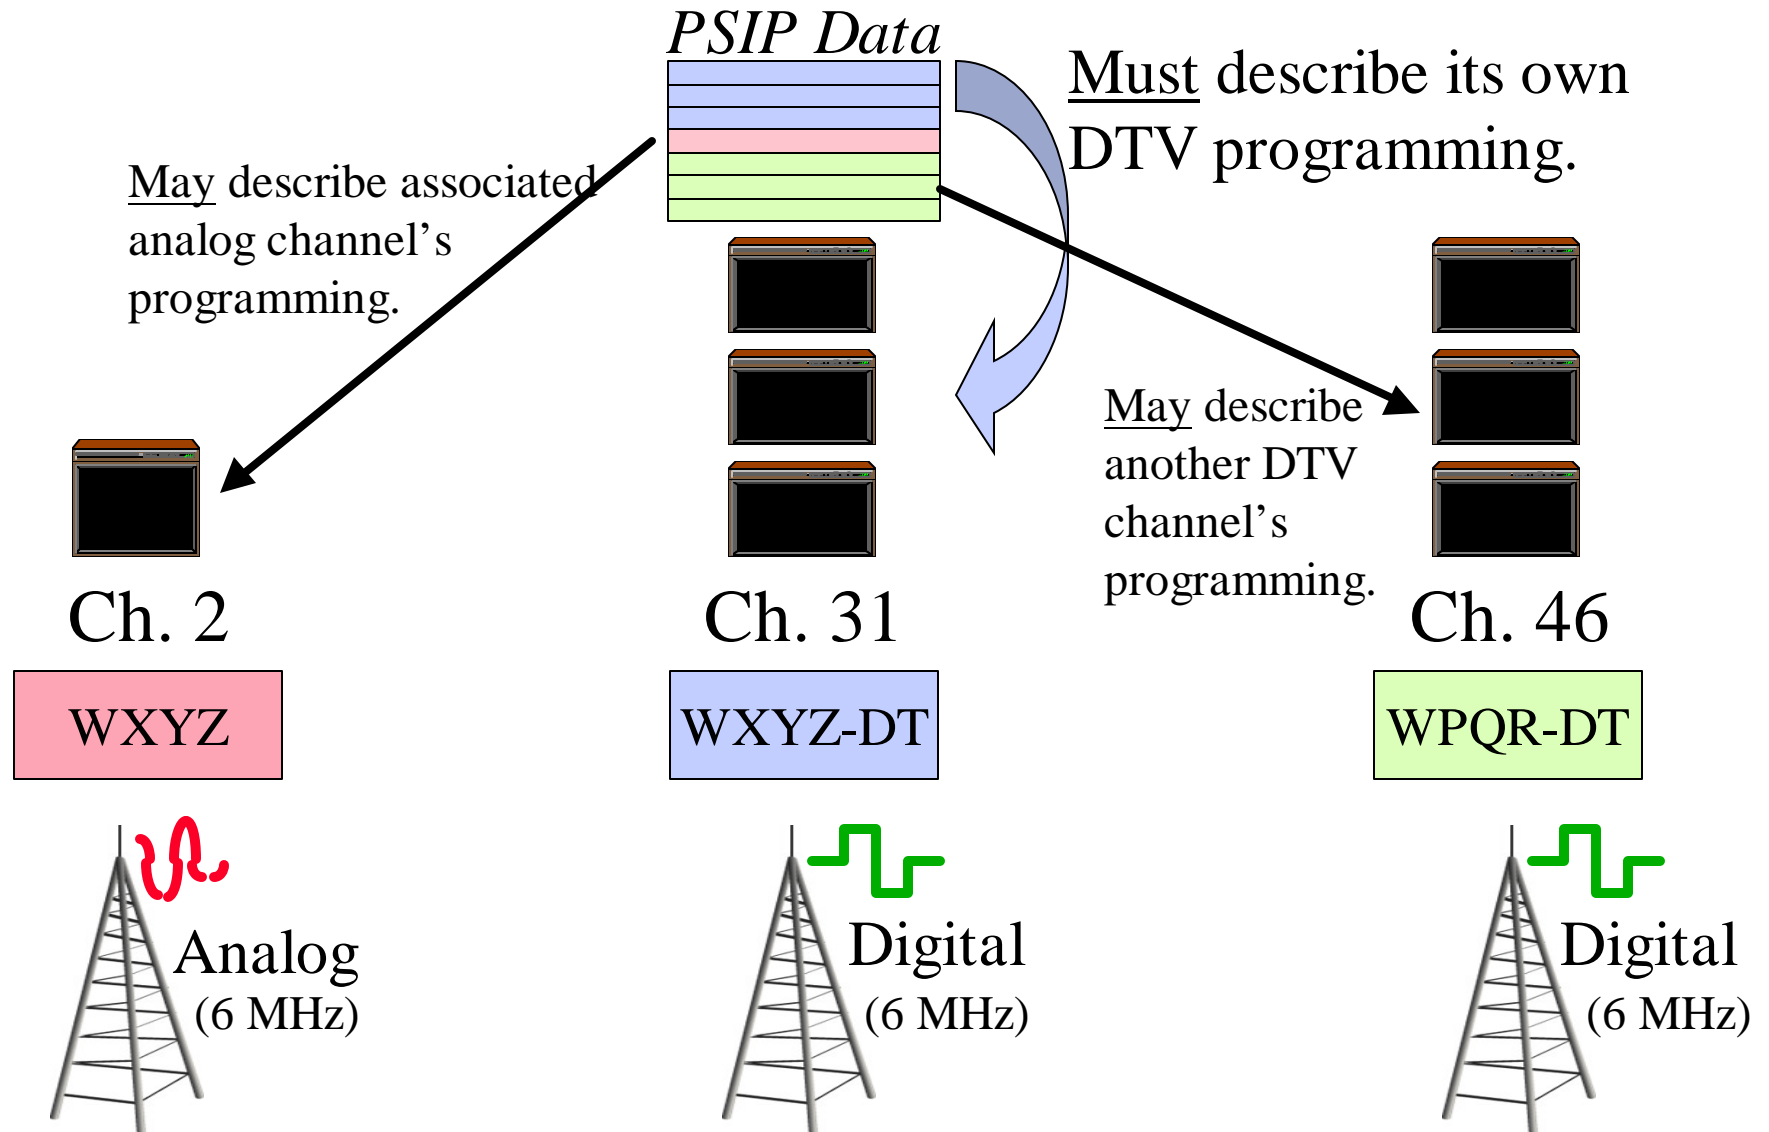 PSIP Data
Must describe its own
DTV programming.
May describe associated
analog channel’s
programming.
May describe
another DTV
channel’s
programming.
Ch. 2
Ch. 31
Ch. 46
WXYZ
WXYZ-DT
WPQR-DT
Analog
(6 MHz)
Digital
(6 MHz)
Digital
(6 MHz)